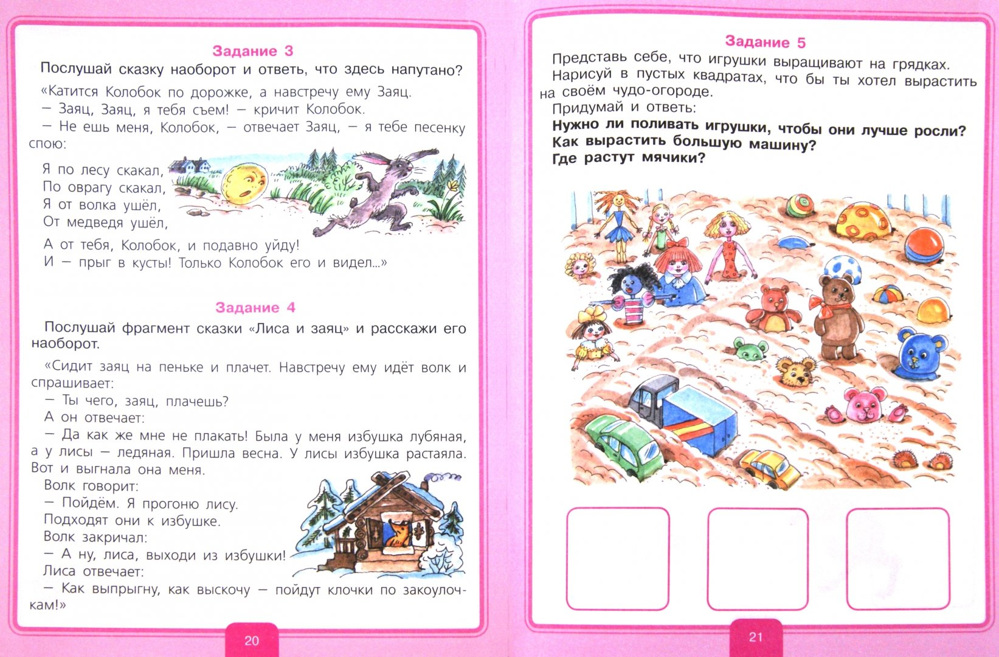 Задание 3
Послушай сказку наоборот и ответь, что здесь напутано?
«Катится Колобок по дорожке, а навстречу ему Заяц.
– Заяц, Заяц, я тебя съем! – кричит Колобок.
– Не ешь меня, Колобок, – отвечает Заяц, – я тебе песенку
спою:
Я по лесу скакал,
По оврагу скакал,
Я от волка ушёл,
От медведя ушёл,
А от тебя, Колобок, и подавно уйду!
И – прыг в кусты! Только Колобок его и видел...»
Задание 4
Послушай фрагмент сказки «Лиса и заяц» и расскажи его
наоборот.
«Сидит заяц на пеньке и плачет. Навстречу ему идёт волк и
спрашивает:
– Ты чего, заяц, плачешь?
А он отвечает:
– Да как же мне не плакать! Была у меня избушка лубяная,
а у лисы – ледяная. Пришла весна. У лисы избушка растаяла.
Вот и выгнала она меня.
Волк говорит:
– Пойдём. Я прогоню лису.
Подходят они к избушке.
Волк закричал:
– А ну, лиса, выходи из избушки!
Лиса отвечает:
– Как выпрыгну, как выскочу – пойдут клочки по закоулоч-
кам!»
20
Задание 5
Представь себе, что игрушки выращивают на грядках.
Нарисуй в пустых квадратах, что бы ты хотел вырастить
на своём чудо-огороде.
Придумай и ответь:
Нужно ли поливать игрушки, чтобы они лучше росли?
Как вырастить большую машину?
Где растут мячики?
21